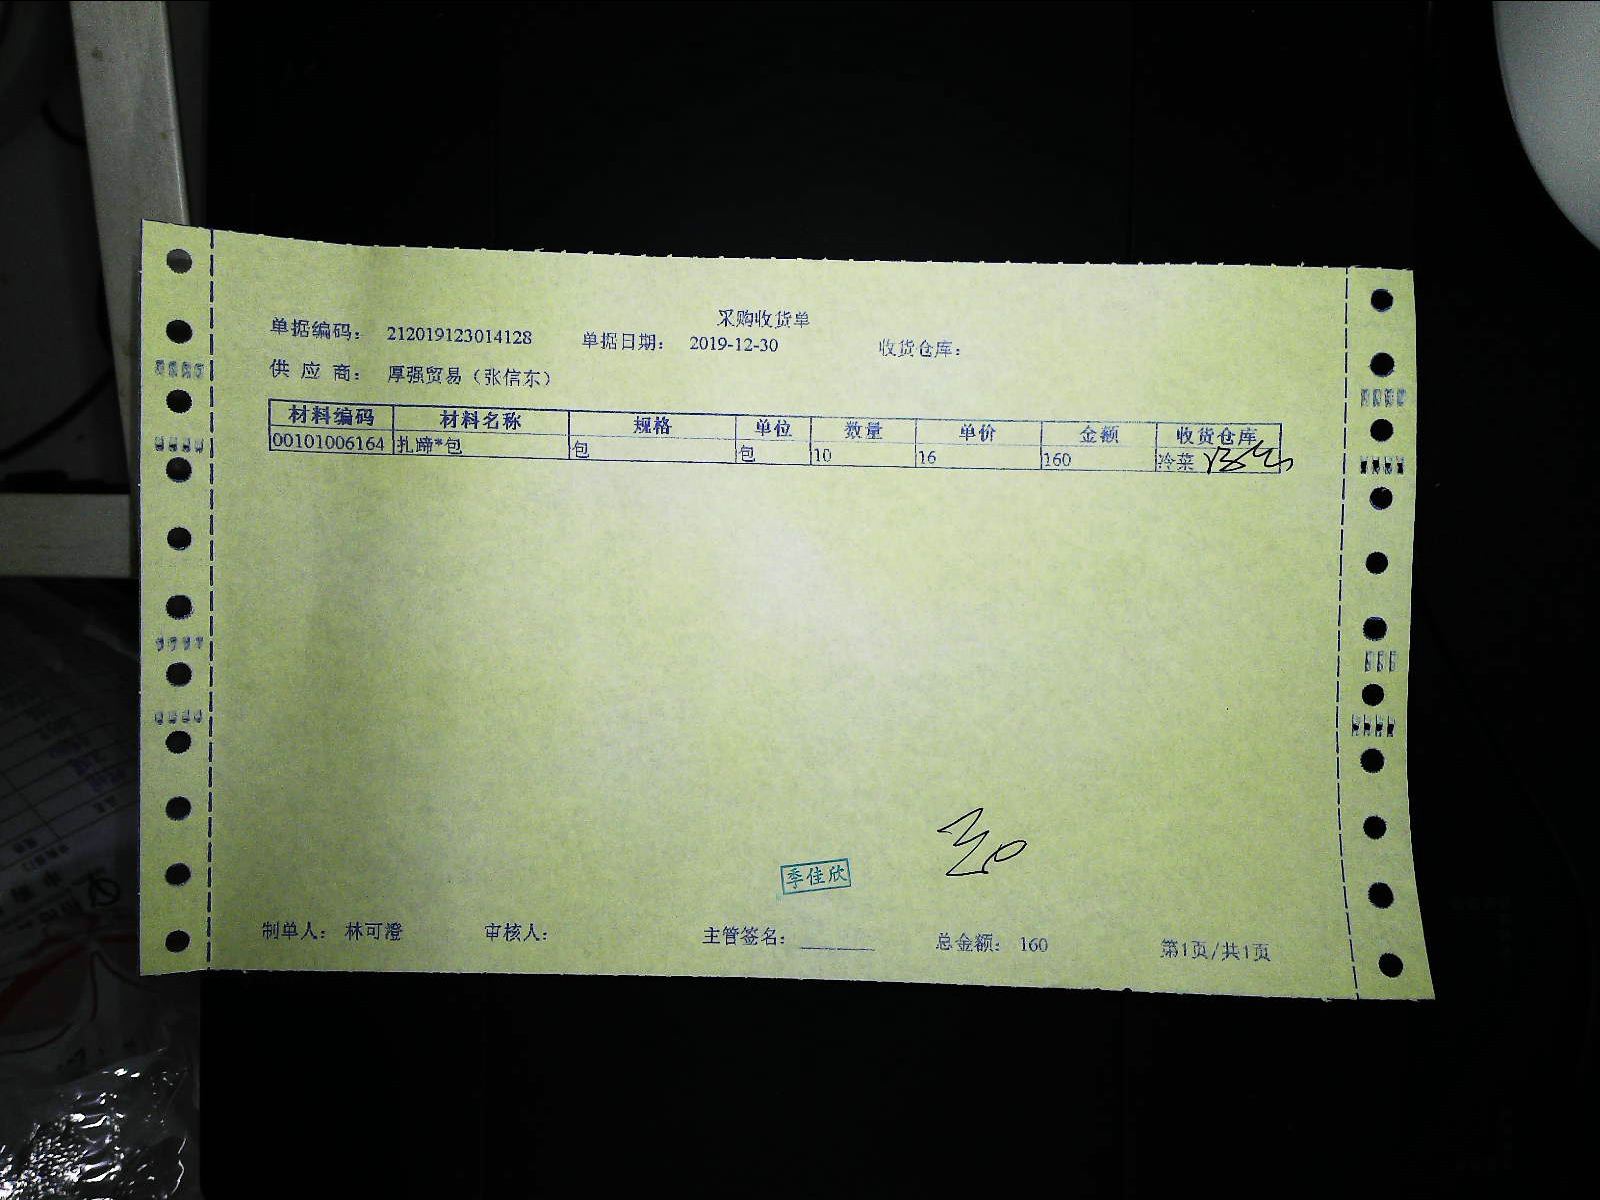 采购收货单
单据编码： 212019123014128 单据日期： 2019-12-30 收货仓库：
供 应 商： 厚强贸易（张信东）
材料编码 材料名称 规格 单位 数量 单价 金额 收货仓库
00101006164 扎蹄*包 包 包 10 16 160 冷菜
季佳欣
制单人： 林可澄 审核人： 主管签名：________ 总金额： 160 第1页/共1页